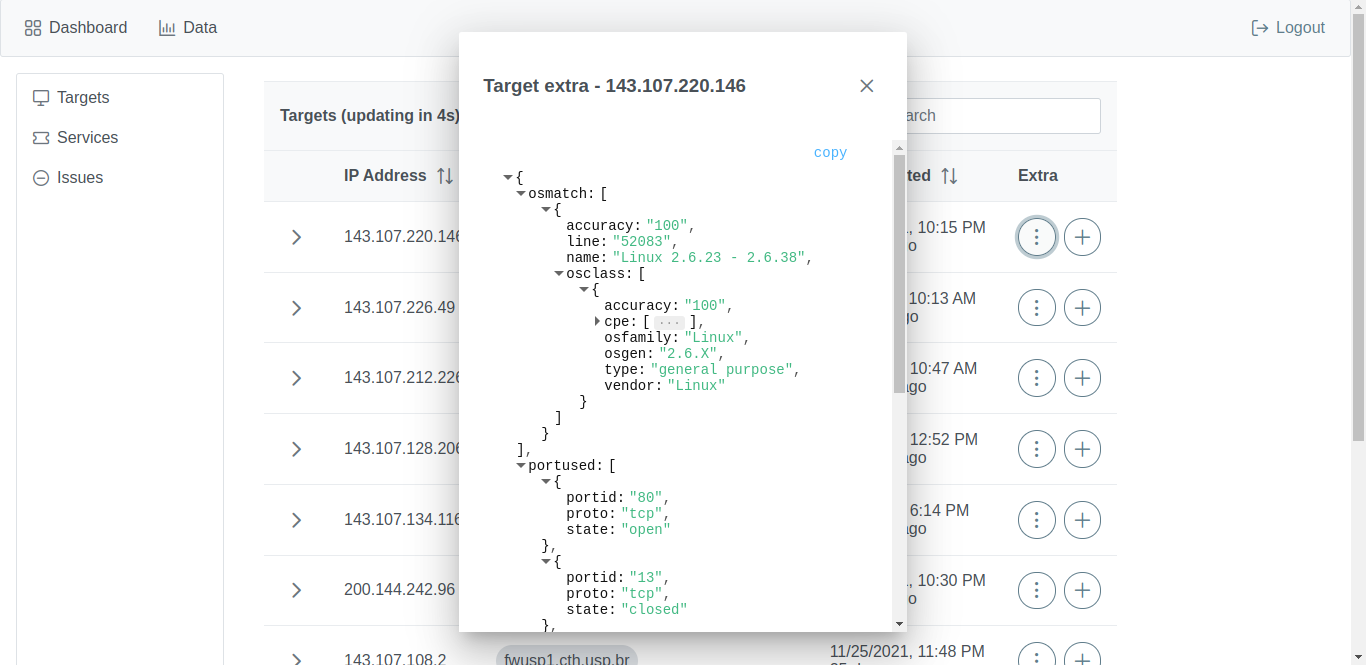 Dashboard
Data
Logout
Targets
Services
Issues
Targets (updating in 4s)
arch
IP Address
ted
Extra
143.107.220.146
, 10:15 PM
o
143.107.226.49
10:13 AM
go
143.107.212.226
10:47 AM
ago
143.107.128.206
12:52 PM
ago
143.107.134.116
6:14 PM
ago
200.144.242.96
, 10:30 PM
o
143.107.108.2
fwusp1.cth.usp.br
11/25/2021, 11:48 PM
Target extra - 143.107.220.146
copy
{
osmatch: [
{
accuracy: "100",
line: "52083",
name: "Linux 2.6.23 - 2.6.38",
osclass: [
{
accuracy: "100",
cpe: [ ... ],
osfamily: "Linux",
osgen: "2.6.X",
type: "general purpose",
vendor: "Linux"
}
]
}
],
portused: [
{
portid: "80",
proto: "tcp",
state: "open"
},
{
portid: "13",
proto: "tcp",
state: "closed"
},